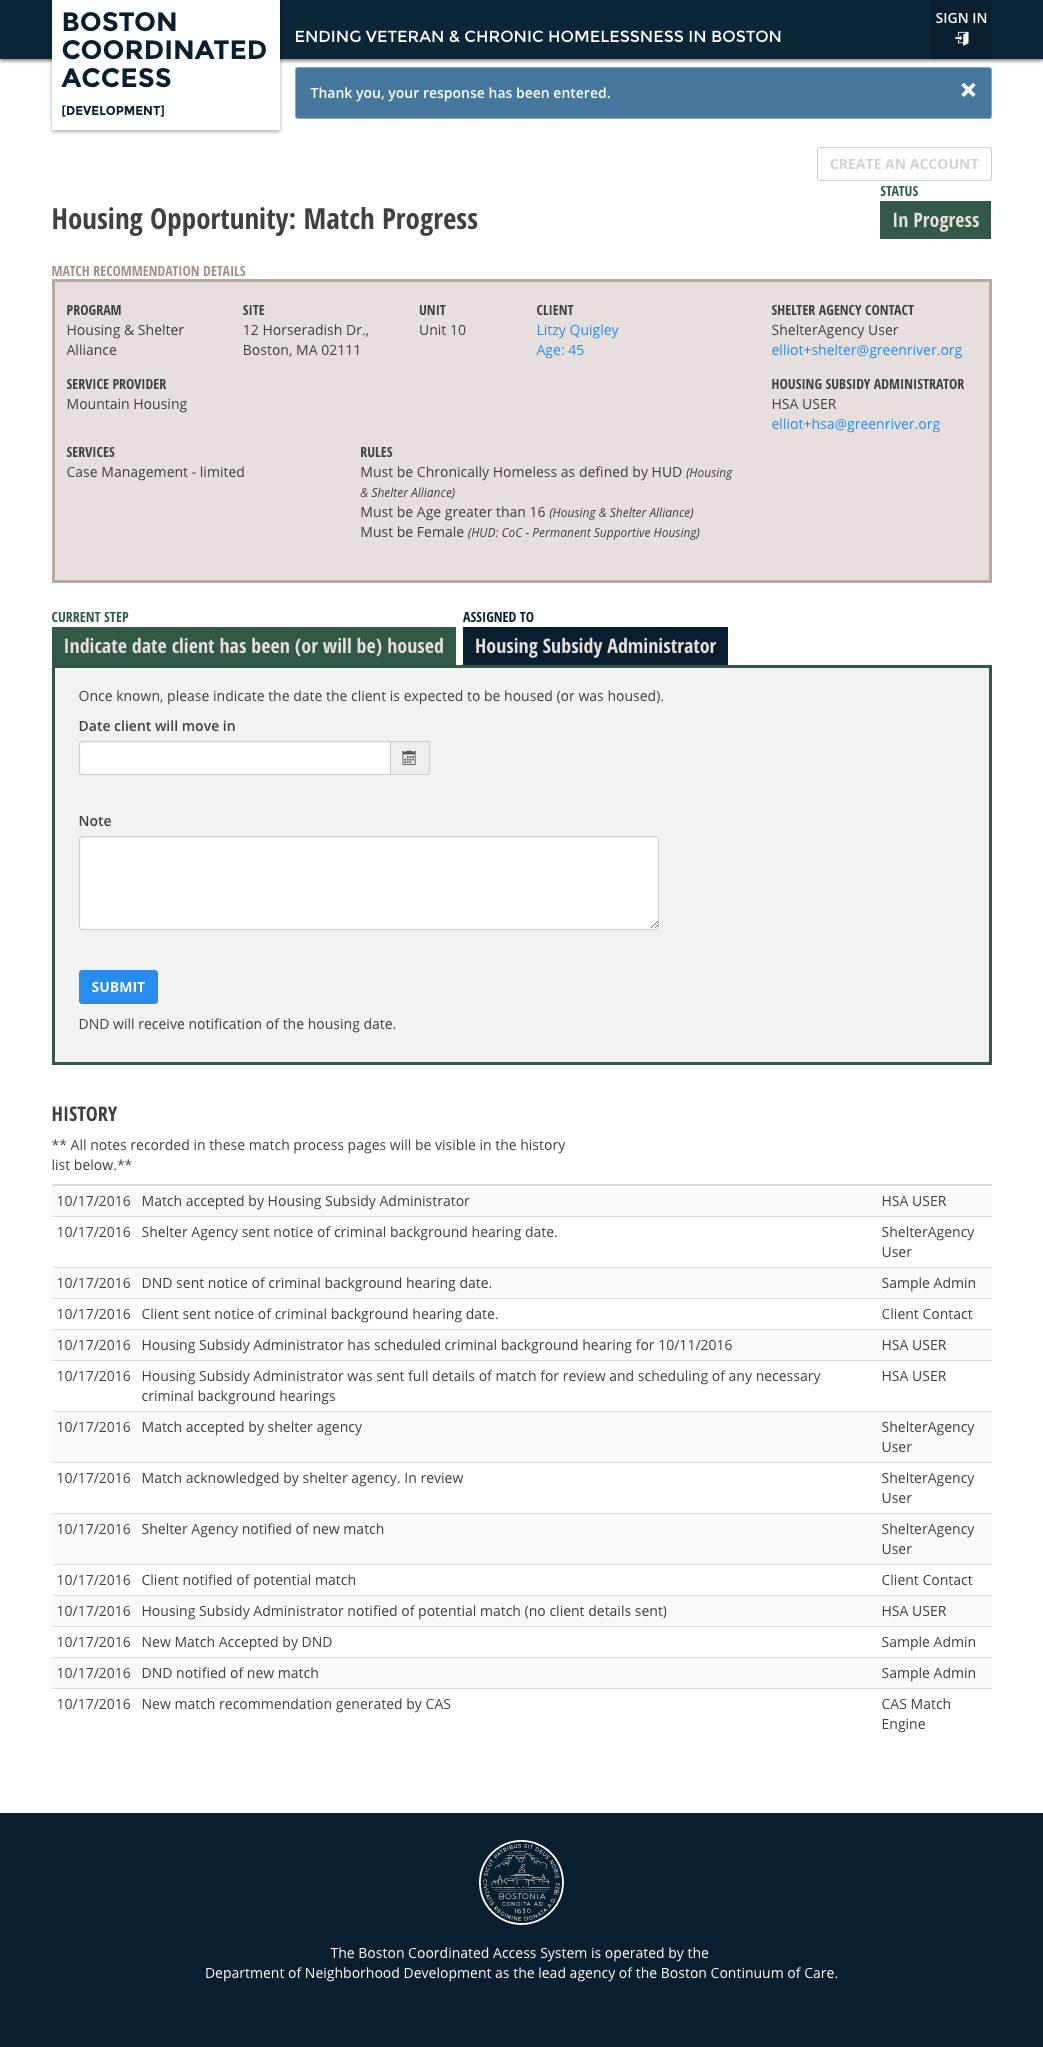 BOSTON
COORDINATED
ACCESS
[DEVELOPMENT]
ENDING VETERAN & CHRONIC HOMELESSNESS IN BOSTON
SIGN IN
Thank you, your response has been entered.
CREATE AN ACCOUNT
STATUS
Housing Opportunity: Match Progress
In Progress
MATCH RECOMMENDATION DETAILS
PROGRAM
Housing & Shelter
Alliance
SITE
12 Horseradish Dr.,
Boston, MA 02111
UNIT
Unit 10
CLIENT
Litzy Quigley
Age: 45
SHELTER AGENCY CONTACT
ShelterAgency User
elliot+shelter@greenriver.org
SERVICE PROVIDER
Mountain Housing
HOUSING SUBSIDY ADMINISTRATOR
HSA USER
elliot+hsa@greenriver.org
SERVICES
Case Management - limited
RULES
Must be Chronically Homeless as defined by HUD (Housing
& Shelter Alliance)
Must be Age greater than 16 (Housing & Shelter Alliance)
Must be Female (HUD: CoC - Permanent Supportive Housing)
CURRENT STEP
Indicate date client has been (or will be) housed
ASSIGNED TO
Housing Subsidy Administrator
Once known, please indicate the date the client is expected to be housed (or was housed).
Date client will move in
Note
SUBMIT
DND will receive notification of the housing date.
HISTORY
** All notes recorded in these match process pages will be visible in the history
list below.**
10/17/2016 Match accepted by Housing Subsidy Administrator HSA USER
10/17/2016 Shelter Agency sent notice of criminal background hearing date. ShelterAgency
User
10/17/2016 DND sent notice of criminal background hearing date. Sample Admin
10/17/2016 Client sent notice of criminal background hearing date. Client Contact
10/17/2016 Housing Subsidy Administrator has scheduled criminal background hearing for 10/11/2016 HSA USER
10/17/2016 Housing Subsidy Administrator was sent full details of match for review and scheduling of any necessary HSA USER
criminal background hearings
10/17/2016 Match accepted by shelter agency ShelterAgency
User
10/17/2016 Match acknowledged by shelter agency. In review ShelterAgency
User
10/17/2016 Shelter Agency notified of new match ShelterAgency
User
10/17/2016 Client notified of potential match Client Contact
10/17/2016 Housing Subsidy Administrator notified of potential match (no client details sent) HSA USER
10/17/2016 New Match Accepted by DND Sample Admin
10/17/2016 DND notified of new match Sample Admin
10/17/2016 New match recommendation generated by CAS CAS Match
Engine
SICUT PATRIBUS SIT DEUS NOBIS
BOSTONIA
CONDITA AD
1630
CIVITATIS REGIMINE DONATA A.D. 1822
The Boston Coordinated Access System is operated by the
Department of Neighborhood Development as the lead agency of the Boston Continuum of Care.